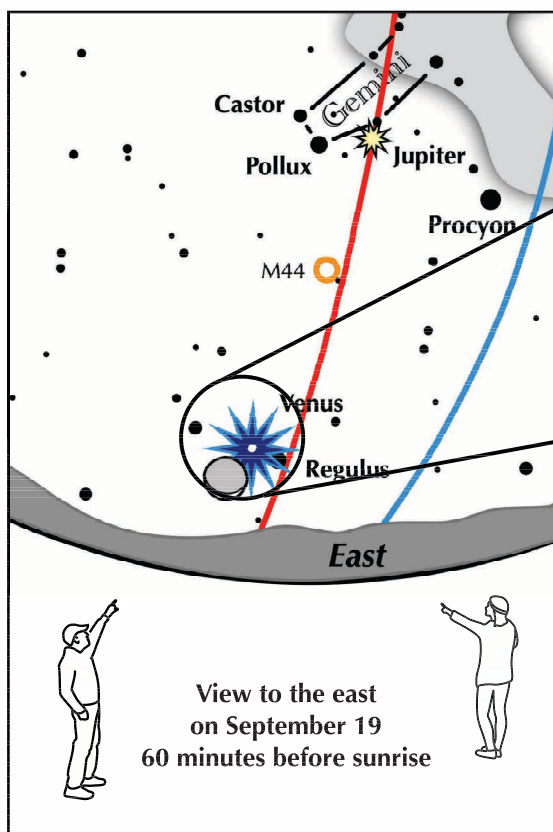 Gemini
Castor
Pollux
Jupiter
Procyon
M44
Venus
Regulus
East
View to the east
on September 19
60 minutes before sunrise